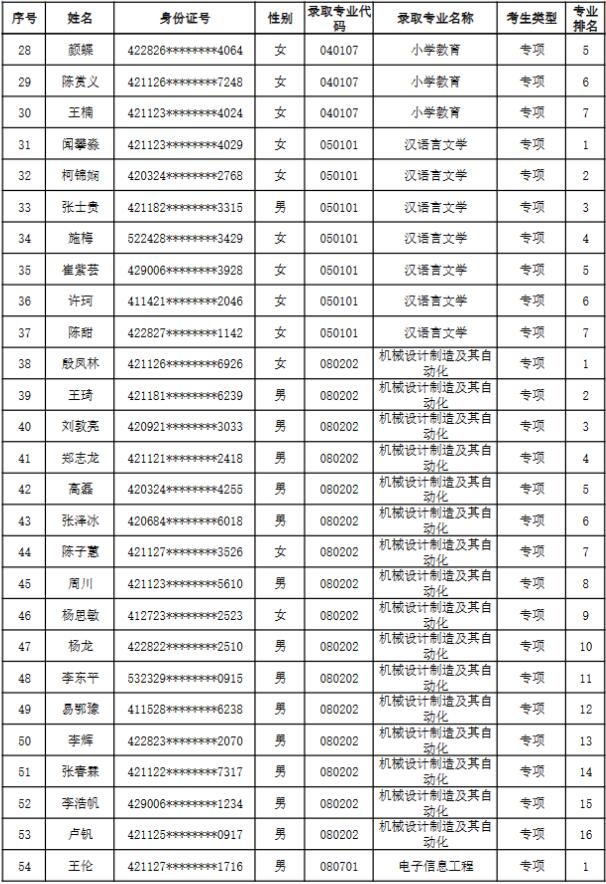 序号 姓名 身份证号 性别 录取专业代码 录取专业名称 考生类型 专业排名
28 颜蝶 422826********4064 女 040107 小学教育 专项 5
29 陈赏义 421126********7248 女 040107 小学教育 专项 6
30 王楠 421123********4024 女 040107 小学教育 专项 7
31 闻攀淼 421123********4029 女 050101 汉语言文学 专项 1
32 柯锦娴 420324********2768 女 050101 汉语言文学 专项 2
33 张士贵 421182********3315 男 050101 汉语言文学 专项 3
34 施梅 522428********3429 女 050101 汉语言文学 专项 4
35 崔紫荟 429006********3928 女 050101 汉语言文学 专项 5
36 许珂 411421********2046 女 050101 汉语言文学 专项 6
37 陈甜 422827********1142 女 050101 汉语言文学 专项 7
38 殷凤林 421126********6926 女 080202 机械设计制造及其自动化 专项 1
39 王琦 421181********6239 男 080202 机械设计制造及其自动化 专项 2
40 刘敦亮 420921********3033 男 080202 机械设计制造及其自动化 专项 3
41 郑志龙 421121********2418 男 080202 机械设计制造及其自动化 专项 4
42 高磊 420324********4255 男 080202 机械设计制造及其自动化 专项 5
43 张泽冰 420684********6018 男 080202 机械设计制造及其自动化 专项 6
44 陈子蕙 421127********3526 女 080202 机械设计制造及其自动化 专项 7
45 周川 421123********5610 男 080202 机械设计制造及其自动化 专项 8
46 杨思敏 412723********2523 女 080202 机械设计制造及其自动化 专项 9
47 杨龙 422822********2510 男 080202 机械设计制造及其自动化 专项 10
48 李东平 532329********0915 男 080202 机械设计制造及其自动化 专项 11
49 易鄂豫 411528********6238 男 080202 机械设计制造及其自动化 专项 12
50 李辉 422823********2070 男 080202 机械设计制造及其自动化 专项 13
51 张春霖 421122********7317 男 080202 机械设计制造及其自动化 专项 14
52 李浩帆 429006********1234 男 080202 机械设计制造及其自动化 专项 15
53 卢钒 421125********0917 男 080202 机械设计制造及其自动化 专项 16
54 王伦 421127********1716 男 080701 电子信息工程 专项 1